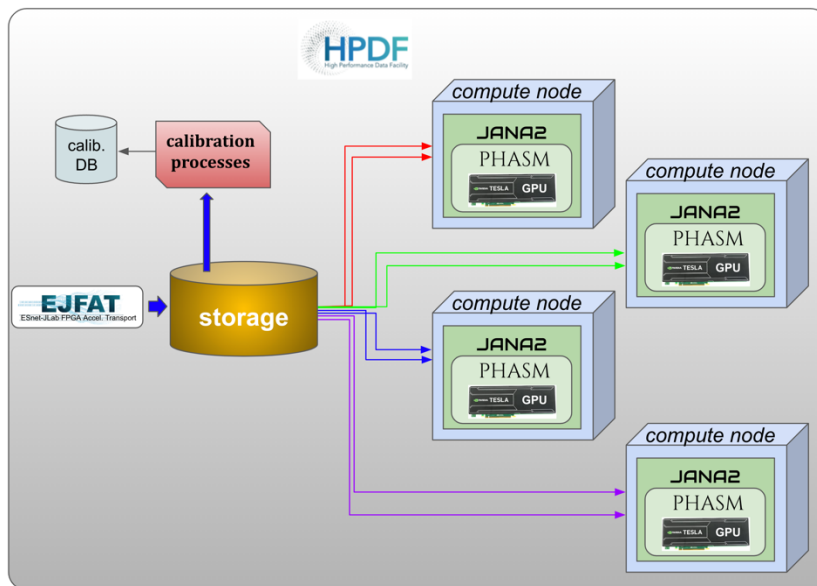 HPDF
High Performance Data Facility
compute node
JANA2
PHASM
TESLA
GPU
calib.
DB
calibration
processes
compute node
JANA2
PHASM
TESLA
GPU
EJFAT
ESnet-JLab FPGA Accel. Transport
storage
compute node
JANA2
PHASM
TESLA
GPU
compute node
JANA2
PHASM
TESLA
GPU